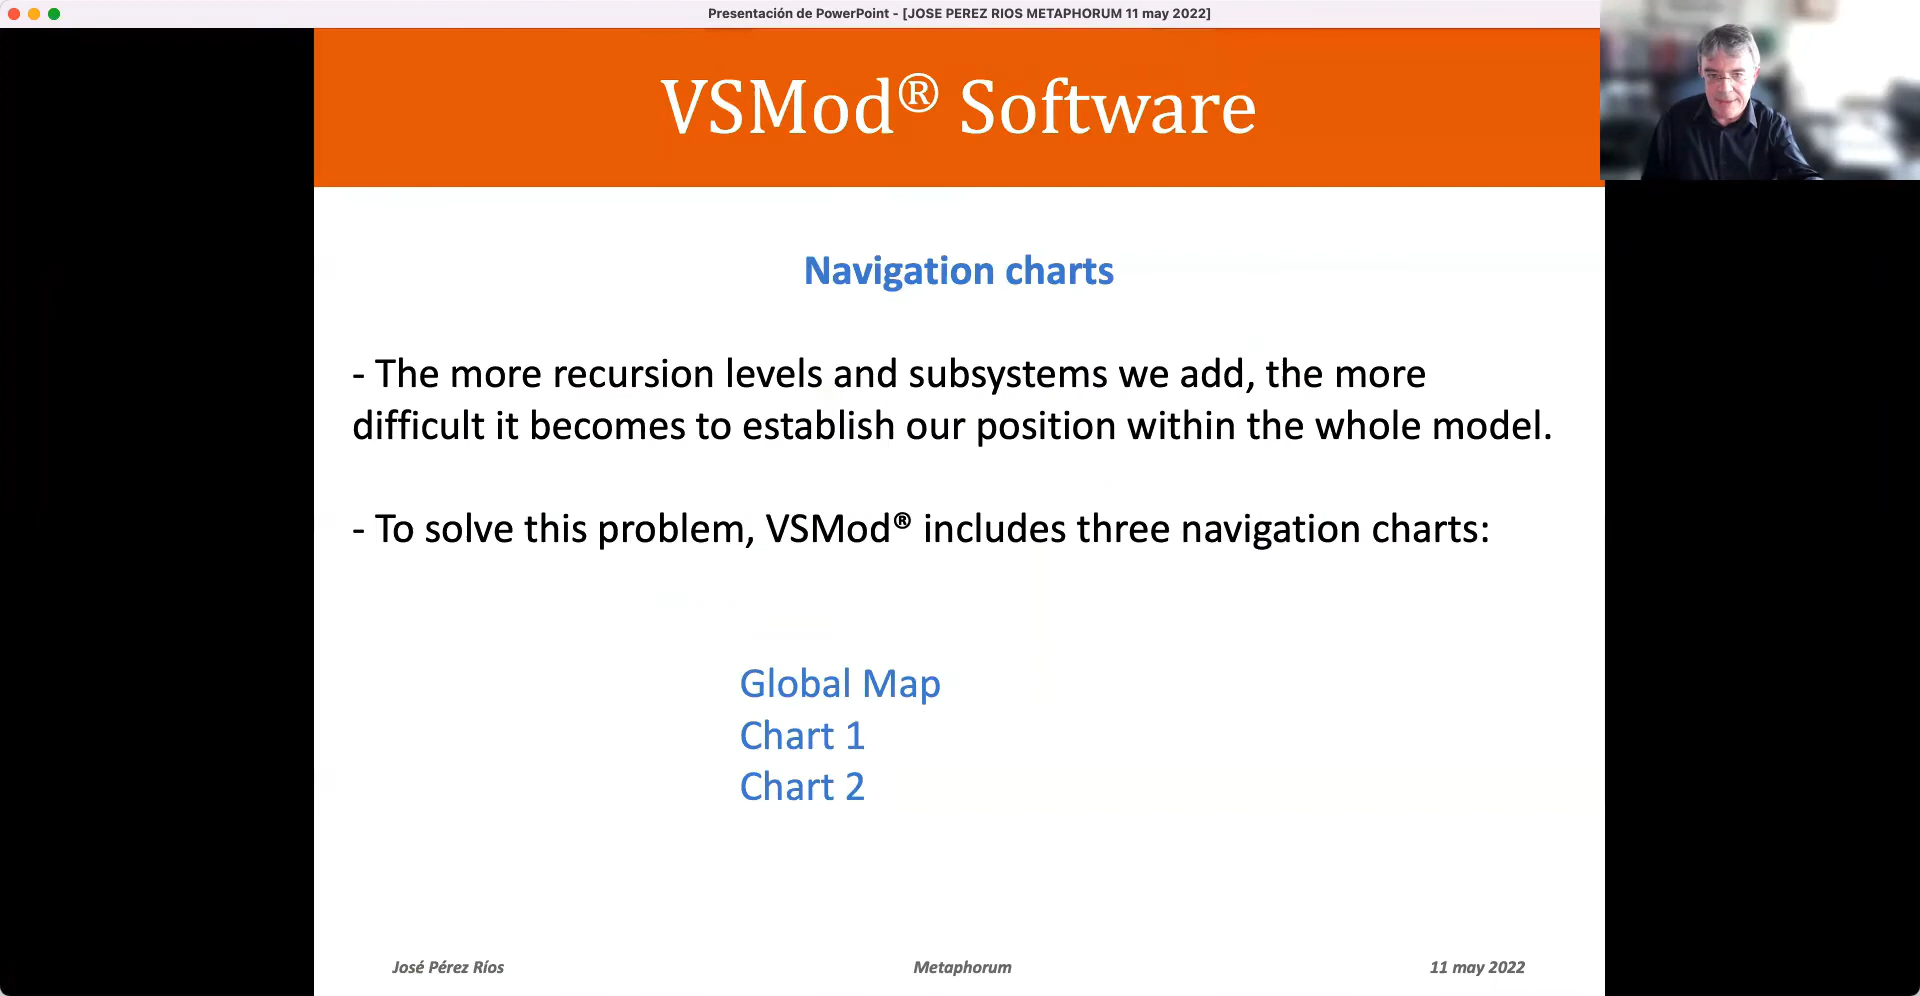 Presentación de PowerPoint - [JOSE PEREZ RIOS METAPHORUM 11 may 2022]
VSMod® Software
Navigation charts
- The more recursion levels and subsystems we add, the more
difficult it becomes to establish our position within the whole model.
- To solve this problem, VSMod® includes three navigation charts:
Global Map
Chart 1
Chart 2
José Pérez Ríos Metaphorum 11 may 2022